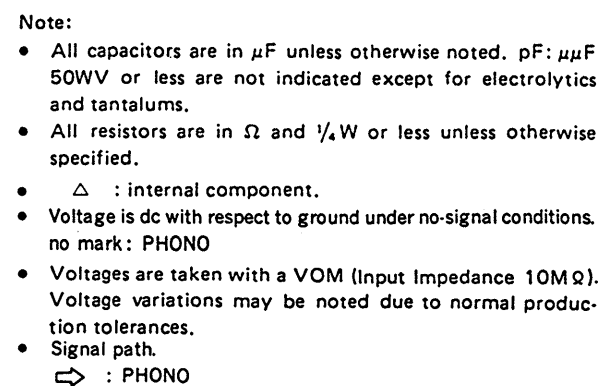 Note:
• All capacitors are in μF unless otherwise noted. pF: μμF
50WV or less are not indicated except for electrolytics
and tantalums.
• All resistors are in Ω and ¼W or less unless otherwise
specified.
• △ : internal component.
• Voltage is dc with respect to ground under no-signal conditions.
no mark: PHONO
• Voltages are taken with a VOM (Input Impedance 10MΩ).
Voltage variations may be noted due to normal produc-
tion tolerances.
• Signal path.
⇨ : PHONO